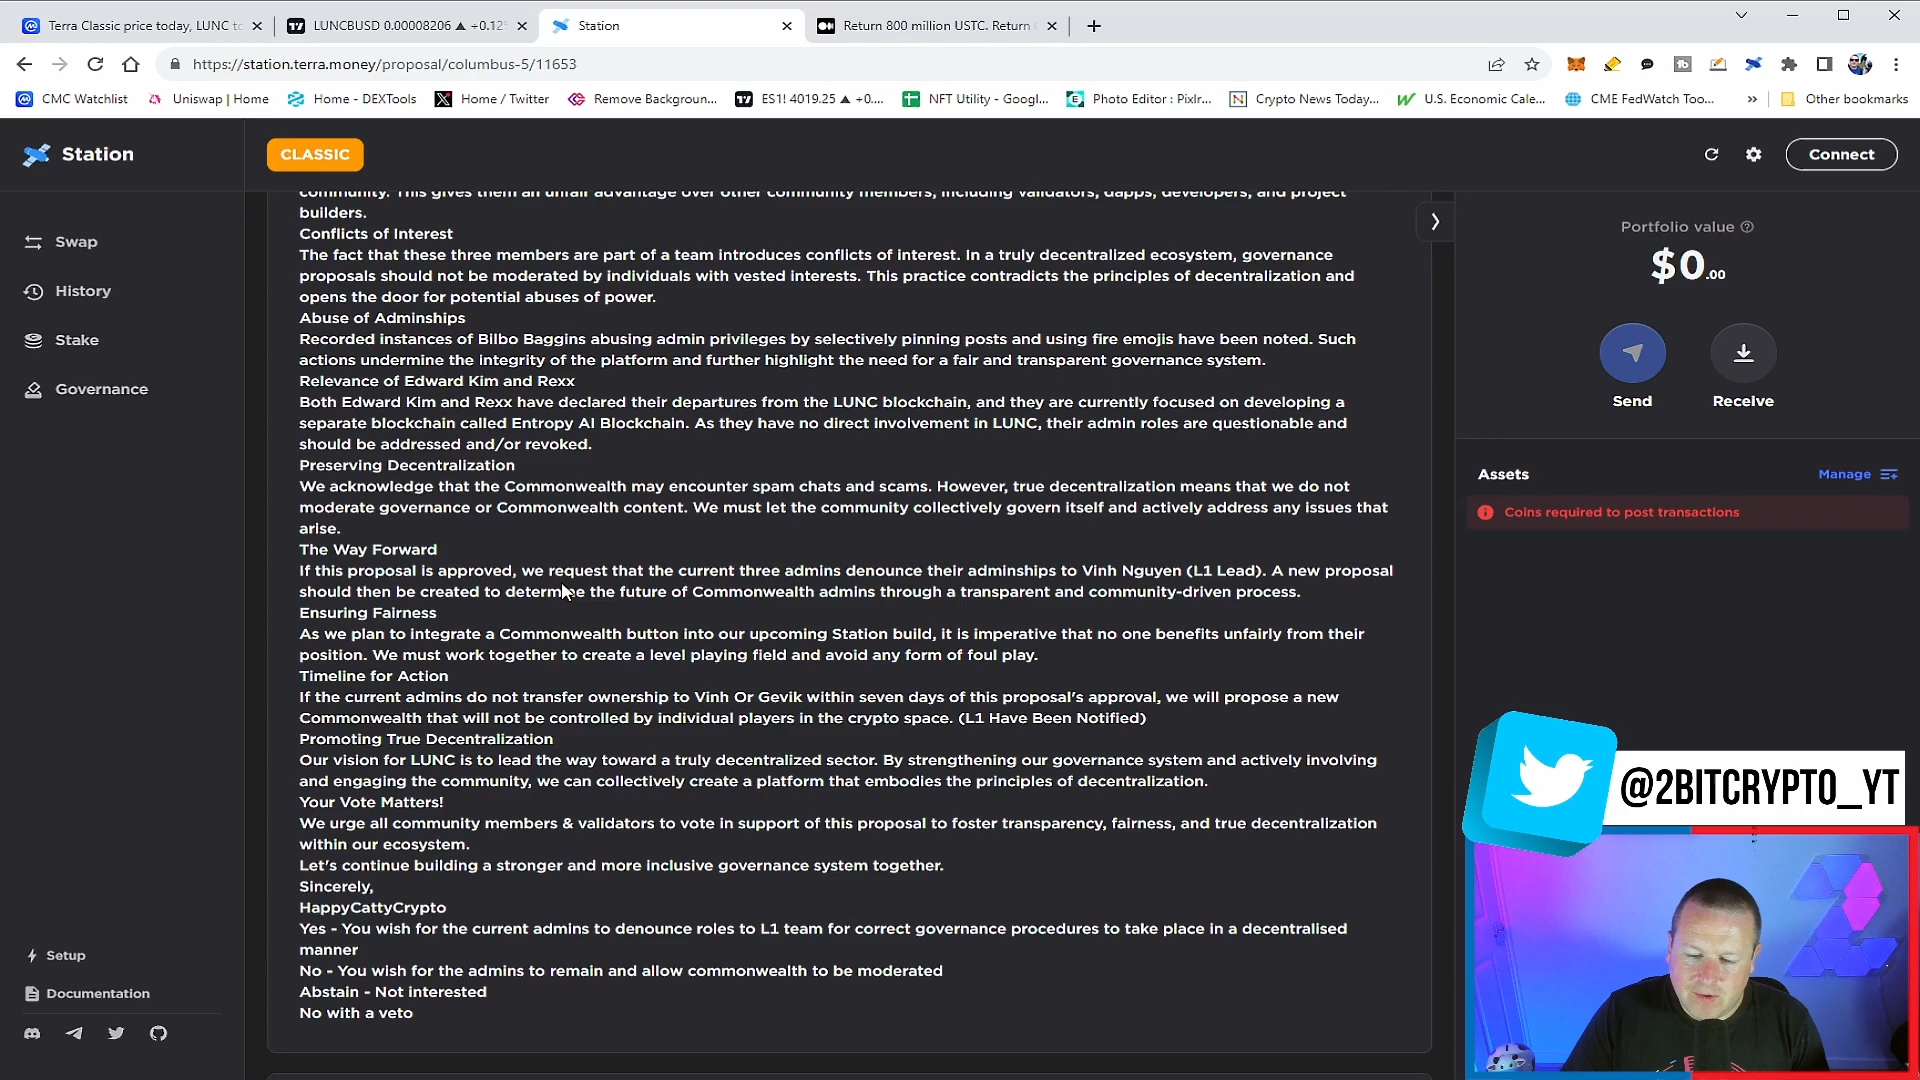 Terra Classic price today, LUNC to
LUNCBUSD 0.00008206 ▲ +0.12
Station
Return 800 million USTC. Return
https://station.terra.money/proposal/columbus-5/11653
CMC Watchlist
Uniswap | Home
Home - DEXTools
Home / Twitter
Remove Backgroun...
ES1! 4019.25 ▲ +0....
NFT Utility - Googl...
Photo Editor : Pixlr...
Crypto News Today...
U.S. Economic Cale...
CME FedWatch Too...
»
Other bookmarks
Station
CLASSIC
Connect
Swap
History
Stake
Governance
Setup
Documentation
community. This gives them an unfair advantage over other community members, including validators, dapps, developers, and project
builders.
Conflicts of Interest
The fact that these three members are part of a team introduces conflicts of interest. In a truly decentralized ecosystem, governance
proposals should not be moderated by individuals with vested interests. This practice contradicts the principles of decentralization and
opens the door for potential abuses of power.
Abuse of Adminships
Recorded instances of Bilbo Baggins abusing admin privileges by selectively pinning posts and using fire emojis have been noted. Such
actions undermine the integrity of the platform and further highlight the need for a fair and transparent governance system.
Relevance of Edward Kim and Rexx
Both Edward Kim and Rexx have declared their departures from the LUNC blockchain, and they are currently focused on developing a
separate blockchain called Entropy AI Blockchain. As they have no direct involvement in LUNC, their admin roles are questionable and
should be addressed and/or revoked.
Preserving Decentralization
We acknowledge that the Commonwealth may encounter spam chats and scams. However, true decentralization means that we do not
moderate governance or Commonwealth content. We must let the community collectively govern itself and actively address any issues that
arise.
The Way Forward
If this proposal is approved, we request that the current three admins denounce their adminships to Vinh Nguyen (L1 Lead). A new proposal
should then be created to determine the future of Commonwealth admins through a transparent and community-driven process.
Ensuring Fairness
As we plan to integrate a Commonwealth button into our upcoming Station build, it is imperative that no one benefits unfairly from their
position. We must work together to create a level playing field and avoid any form of foul play.
Timeline for Action
If the current admins do not transfer ownership to Vinh Or Gevik within seven days of this proposal's approval, we will propose a new
Commonwealth that will not be controlled by individual players in the crypto space. (L1 Have Been Notified)
Promoting True Decentralization
Our vision for LUNC is to lead the way toward a truly decentralized sector. By strengthening our governance system and actively involving
and engaging the community, we can collectively create a platform that embodies the principles of decentralization.
Your Vote Matters!
We urge all community members & validators to vote in support of this proposal to foster transparency, fairness, and true decentralization
within our ecosystem.
Let's continue building a stronger and more inclusive governance system together.
Sincerely,
HappyCattyCrypto
Yes - You wish for the current admins to denounce roles to L1 team for correct governance procedures to take place in a decentralised
manner
No - You wish for the admins to remain and allow commonwealth to be moderated
Abstain - Not interested
No with a veto
Portfolio value
$0.00
Send
Receive
Assets
Manage
Coins required to post transactions
@2BITCRYPTO_YT